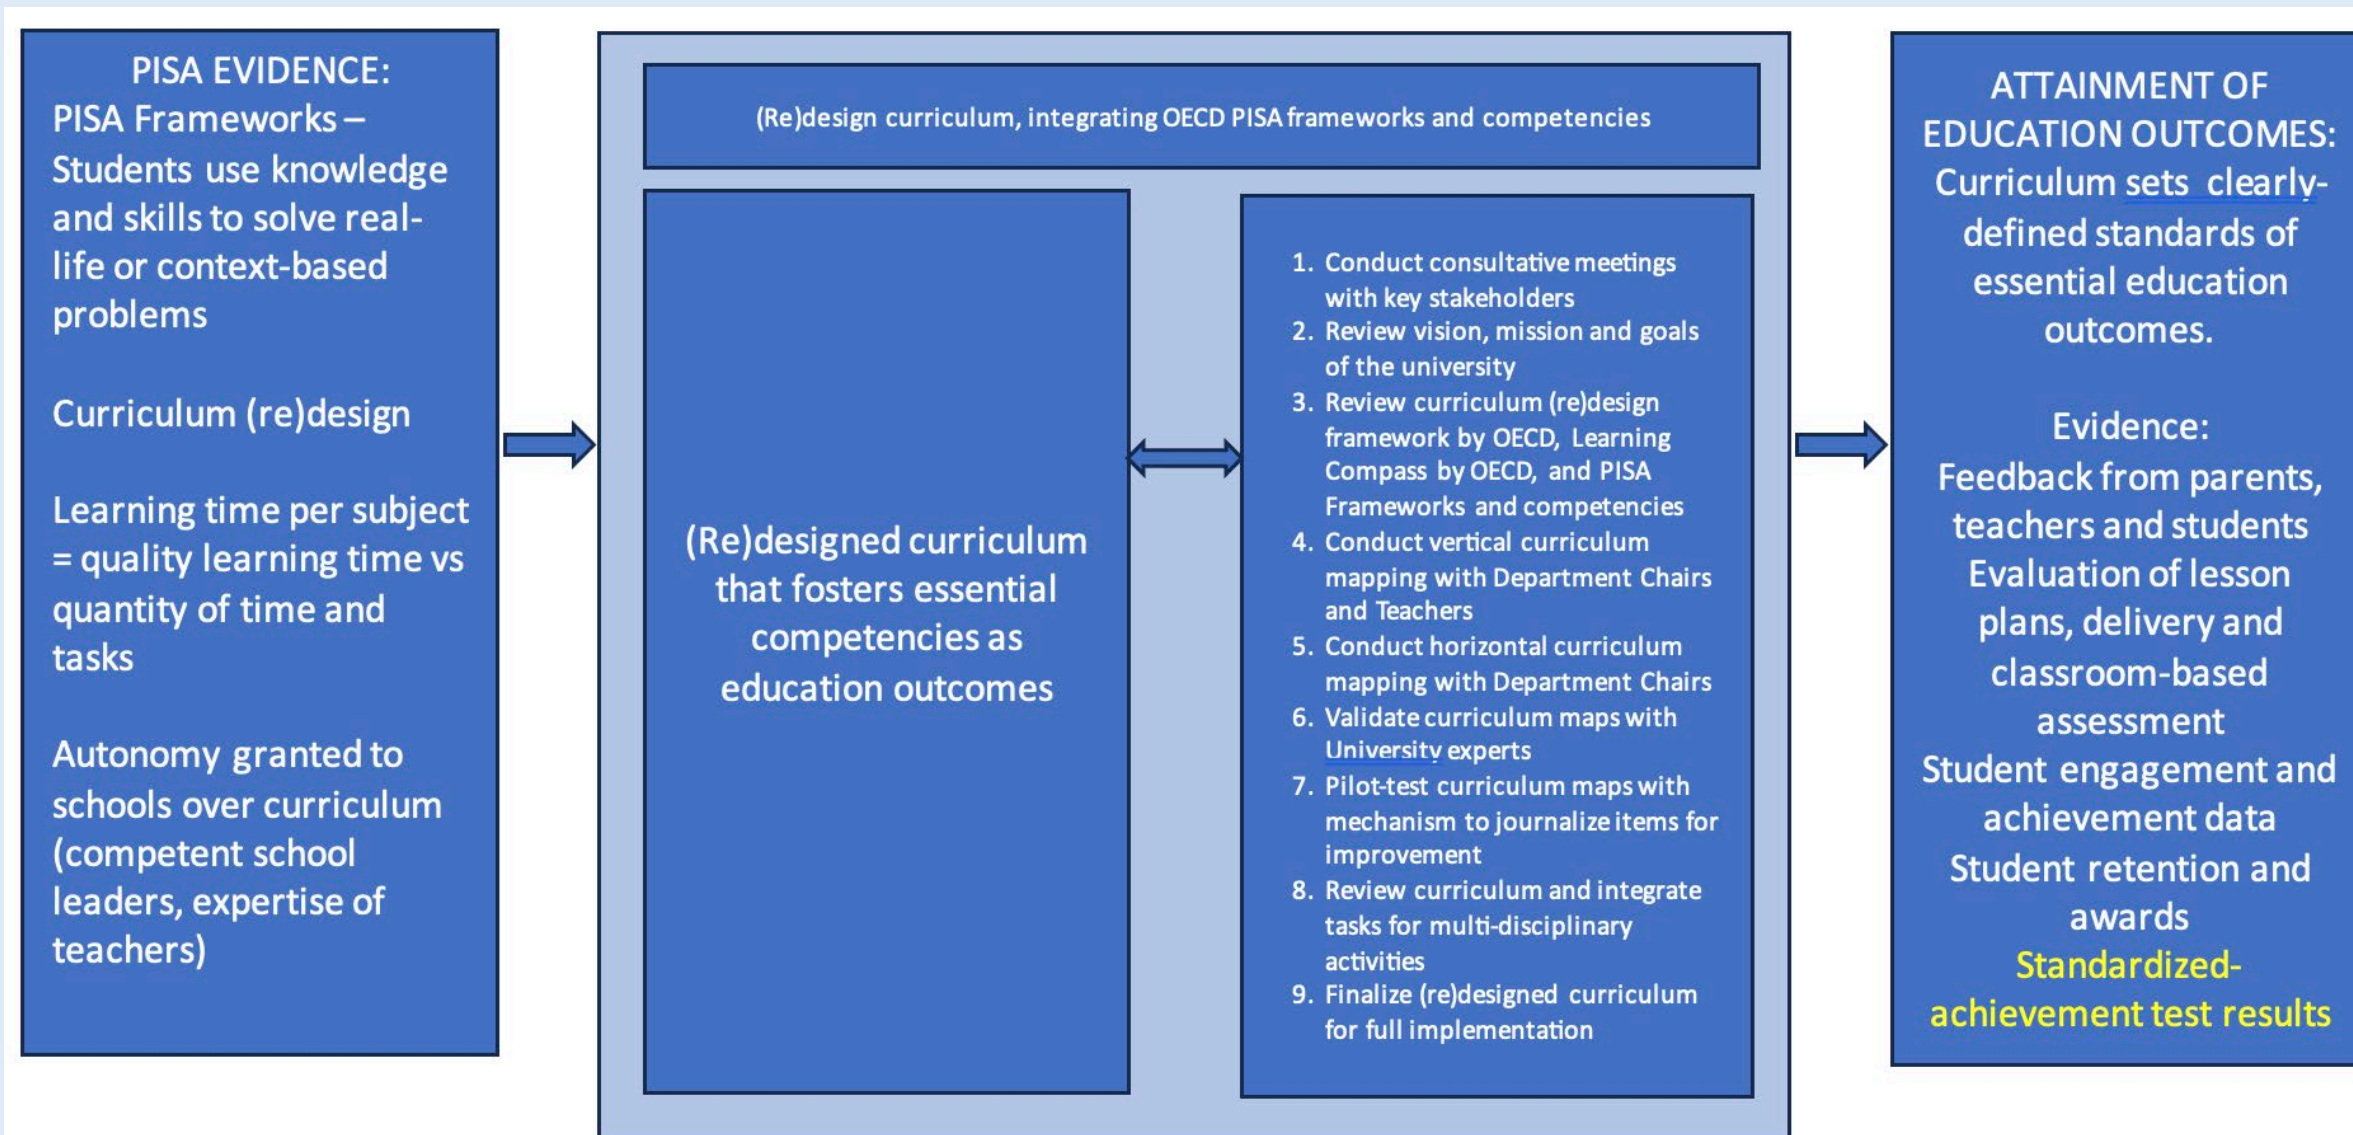 PISA EVIDENCE:
PISA Frameworks –
Students use knowledge
and skills to solve real-
life or context-based
problems
Curriculum (re)design
Learning time per subject
= quality learning time vs
quantity of time and
tasks
Autonomy granted to
schools over curriculum
(competent school
leaders, expertise of
teachers)
(Re)design curriculum, integrating OECD PISA frameworks and competencies
(Re)designed curriculum
that fosters essential
competencies as
education outcomes
1. Conduct consultative meetings
with key stakeholders
2. Review vision, mission and goals
of the university
3. Review curriculum (re)design
framework by OECD, Learning
Compass by OECD, and PISA
Frameworks and competencies
4. Conduct vertical curriculum
mapping with Department Chairs
and Teachers
5. Conduct horizontal curriculum
mapping with Department Chairs
6. Validate curriculum maps with
University experts
7. Pilot-test curriculum maps with
mechanism to journalize items for
improvement
8. Review curriculum and integrate
tasks for multi-disciplinary
activities
9. Finalize (re)designed curriculum
for full implementation
ATTAINMENT OF
EDUCATION OUTCOMES:
Curriculum sets clearly-
defined standards of
essential education
outcomes.
Evidence:
Feedback from parents,
teachers and students
Evaluation of lesson
plans, delivery and
classroom-based
assessment
Student engagement and
achievement data
Student retention and
awards
Standardized-
achievement test results